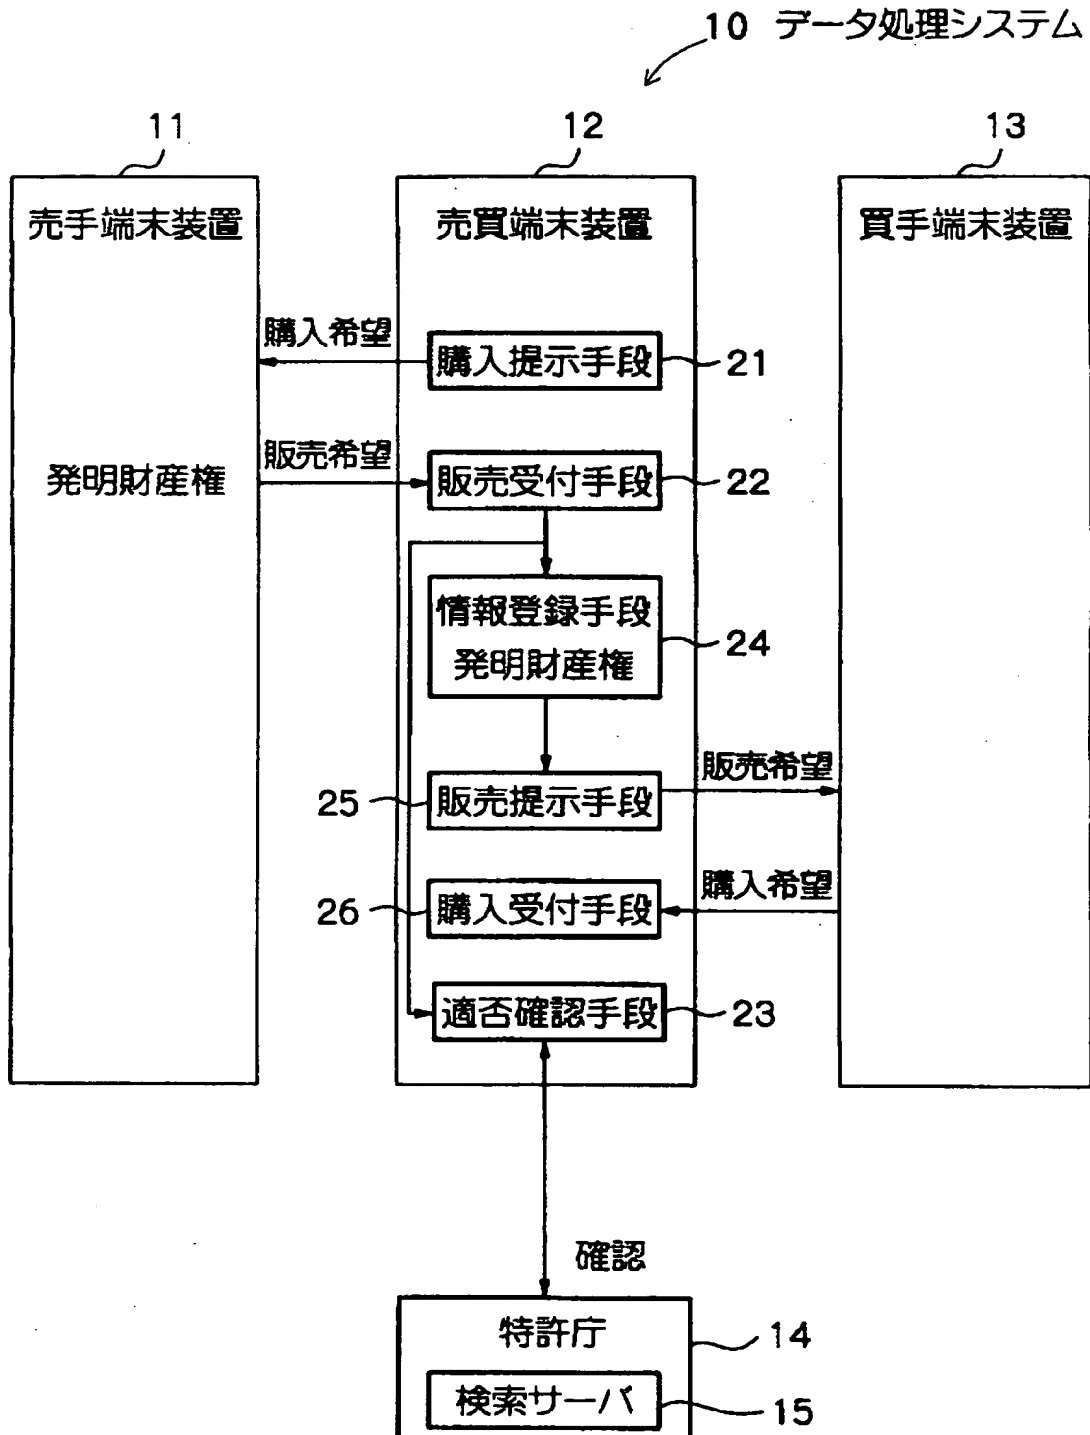 10 データ処理システム
11
12
13
売手端末装置
売買端末装置
買手端末装置
購入希望
購入提示手段
21
発明財産権
販売希望
販売受付手段
22
情報登録手段
発明財産権
24
販売希望
25
販売提示手段
購入希望
26
購入受付手段
適否確認手段
23
確認
特許庁
14
検索サーバ
15